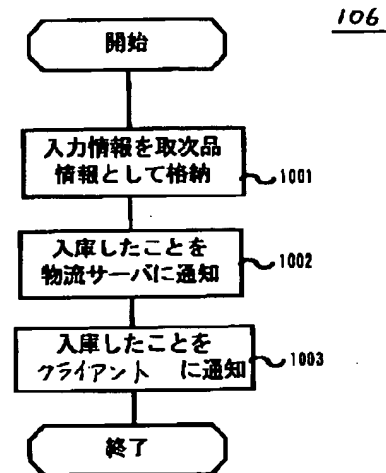 106
開始
入力情報を取次品
情報として格納
1001
入庫したことを
物流サーバに通知
1002
入庫したことを
クライアント に通知
1003
終了